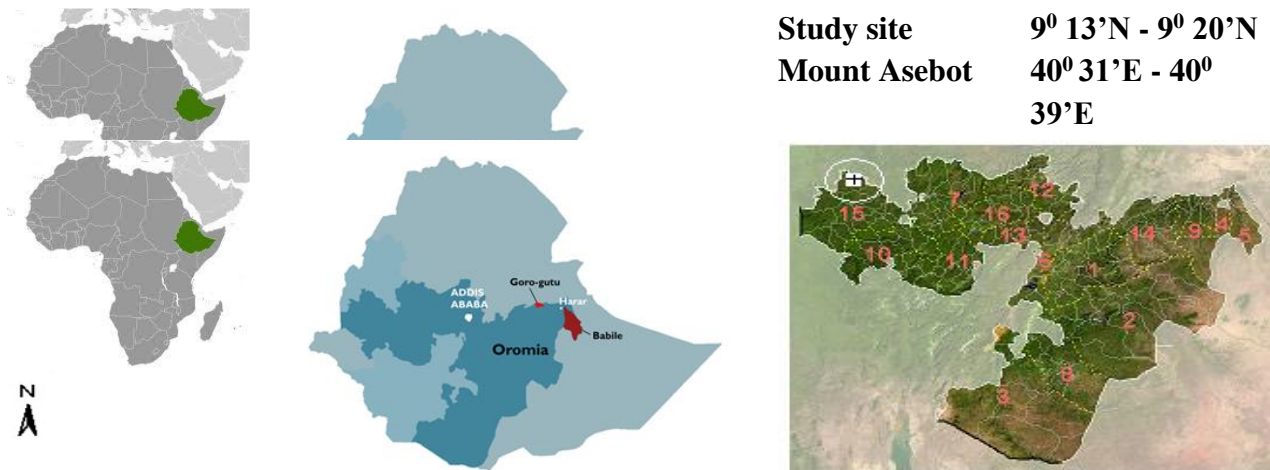 Study site 9⁰ 13’N - 9⁰ 20’N
Mount Asebot 40⁰ 31’E - 40⁰
39’E
N
ADDIS
ABABA
Goro-gutu
Harar
Babile
Oromia
12
7
15
16
4
14
9
5
13
10
11
6
1
2
8
3